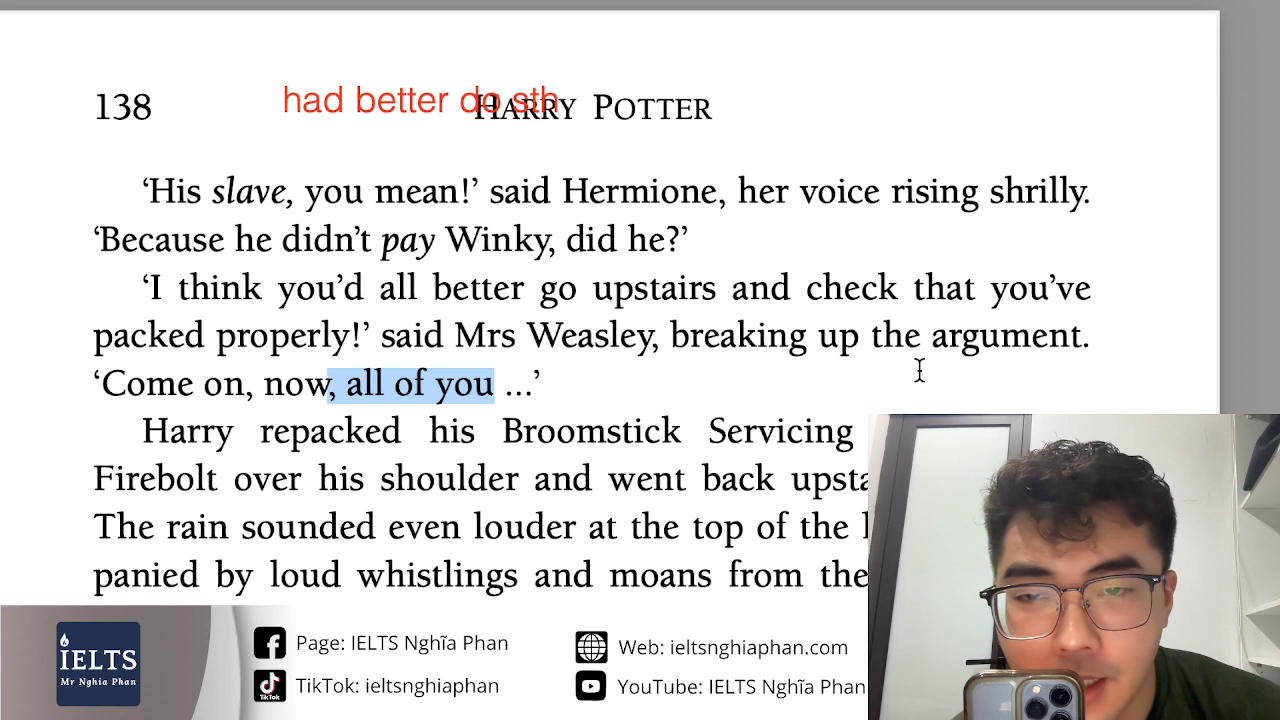 had better do sth
138 HARRY POTTER
‘His slave, you mean!’ said Hermione, her voice rising shrilly.
‘Because he didn’t pay Winky, did he?’
‘I think you’d all better go upstairs and check that you’ve
packed properly!’ said Mrs Weasley, breaking up the argument.
‘Come on, now, all of you ...’
Harry repacked his Broomstick Servicing
Firebolt over his shoulder and went back
The rain sounded even louder at the top of the
panied by loud whistlings and moans from the
IELTS
Mr Nghia Phan
Page: IELTS Nghĩa Phan
TikTok
TikTok: ieltsnghiaphan
Web: ieltsnghiaphan.com
YouTube: IELTS Nghĩa Phan